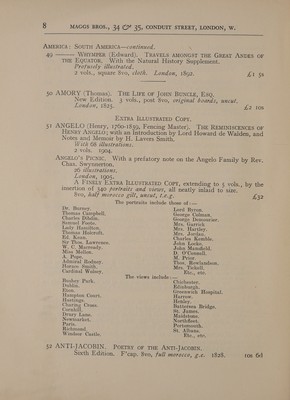 8 MAGGS BROS., 34 & 35, CONDUIT STREET, LONDON, W.
AMERICA: SOUTH AMERICA—continued.
49 —— WHYMPER (Edward). TRAVELS AMONGST THE GREAT ANDES OF
THE EQUATOR. With the Natural History Supplement.
Profusely illustrated.
2 vols., square 8vo, cloth. London, 1892. £1 5s
50 AMORY (Thomas). THE LIFE OF JOHN BUNCLE, ESQ.
New Edition. 3 vols., post 8vo, original boards, uncut.
London, 1825. £2 10s
EXTRA ILLUSTRATED COPY.
51 ANGELO (Henry, 1760-1839, Fencing Master). THE REMINISCENCES OF
HENRY ANGELO; with an Introduction by Lord Howard de Walden, and
Notes and Memoir by H. Lavers Smith.
With 68 illustrations.
2 vols. 1904.
ANGELO'S PICNIC. With a prefatory note on the Angelo Family by Rev.
Chas. Swynnerton.
26 illustrations.
London, 1905.
A FINELY EXTRA ILLUSTRATED COPY, extending to 5 vols., by the
insertion of 340 portraits and views, all neatly inlaid to size.
8vo, half morocco gilt, uncut, t.e.g. £52
The portraits include those of:—
Dr. Burney.
Thomas Campbell.
Charles Dibdin.
Samuel Foote.
Lady Hamilton.
Thomas Holcroft.
Ed. Kean.
Sir Thos. Lawrence.
W. C. Macready.
Miss Mellon.
A. Pope.
Admiral Rodney.
Horace Smith.
Cardinal Wolsey.
Lord Byron.
George Colman.
George Desmoene.
Mrs. Garrick.
Mrs. Hartley.
Mrs. Jordan.
Charles Kemble.
John Locke.
John Mansfield.
D. O'Connell.
M. Prior.
Thos. Rowlandson.
Mrs. Tickell.
Etc., etc.
The views include:—
Bushey Park.
Dublin.
Eton.
Hampton Court.
Hastings.
Charing Cross.
Cornhill.
Drury Lane.
Newmarket.
Paris.
Richmond.
Windsor Castle.
Chichester.
Edinburgh.
Greenwich Hospital.
Harrow.
Henley.
Battersea Bridge.
St. James.
Maidstone.
Northfleet.
Portsmouth.
St. Albans.
Etc., etc.
52 ANTI-JACOBIN. POETRY OF THE ANTI-JACOBIN.
Sixth Edition. F'cap. 8vo, full morocco, g.e. 1828. 10s 6d